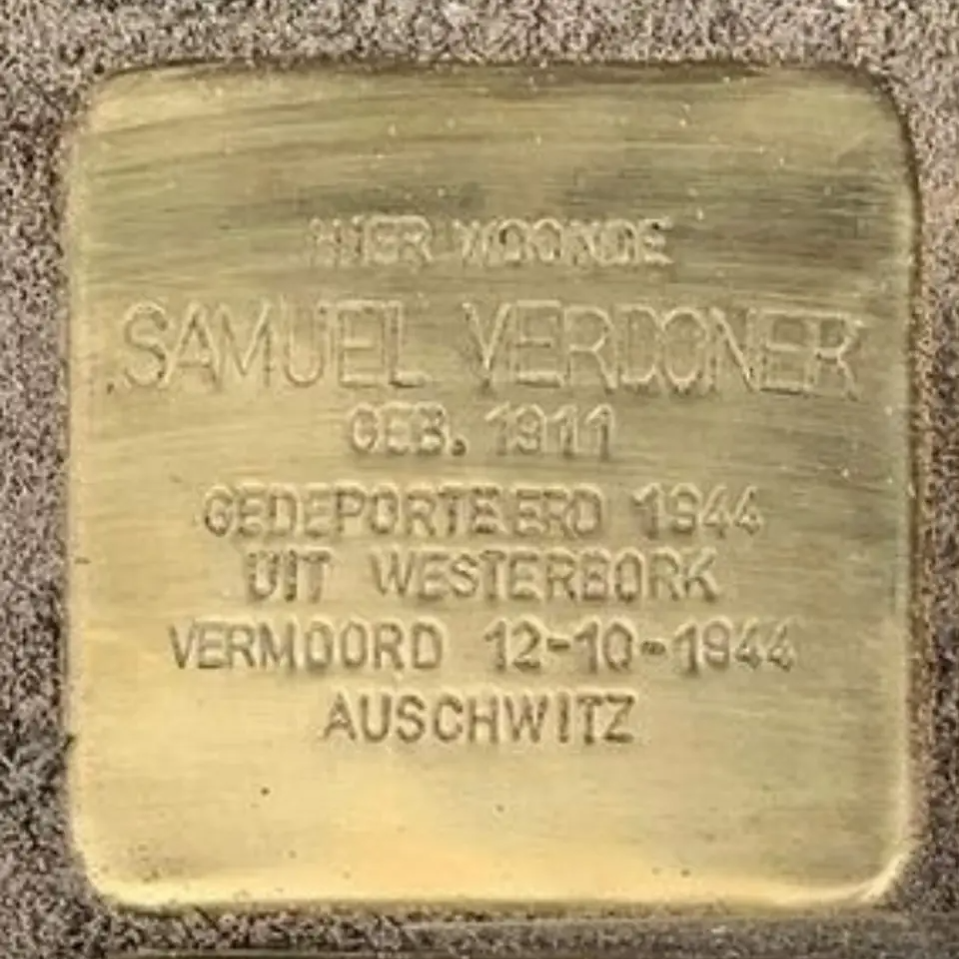 HIER WOONDE
SAMUEL VERDONER
GEB. 1911
GEDEPORTEERD 1944
UIT WESTERBORK
VERMOORD 12-10-1944
AUSCHWITZ